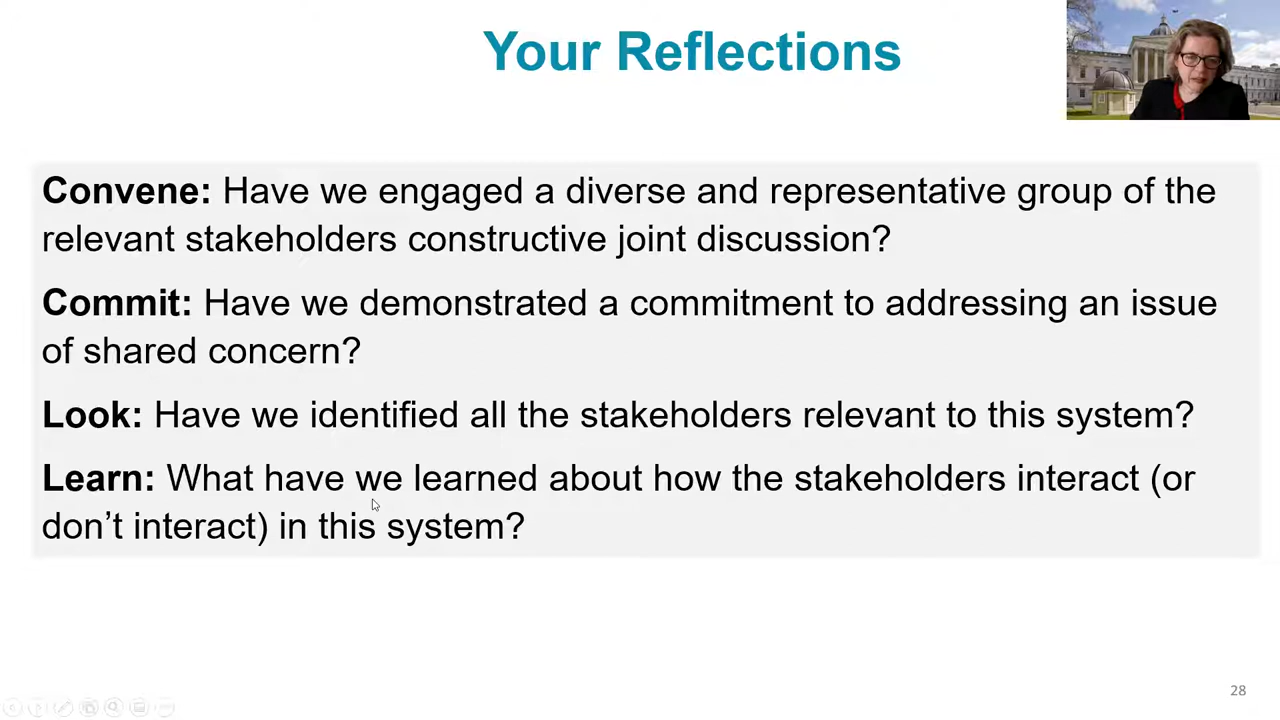 Your Reflections
Convene: Have we engaged a diverse and representative group of the
relevant stakeholders constructive joint discussion?
Commit: Have we demonstrated a commitment to addressing an issue
of shared concern?
Look: Have we identified all the stakeholders relevant to this system?
Learn: What have we learned about how the stakeholders interact (or
don’t interact) in this system?
28